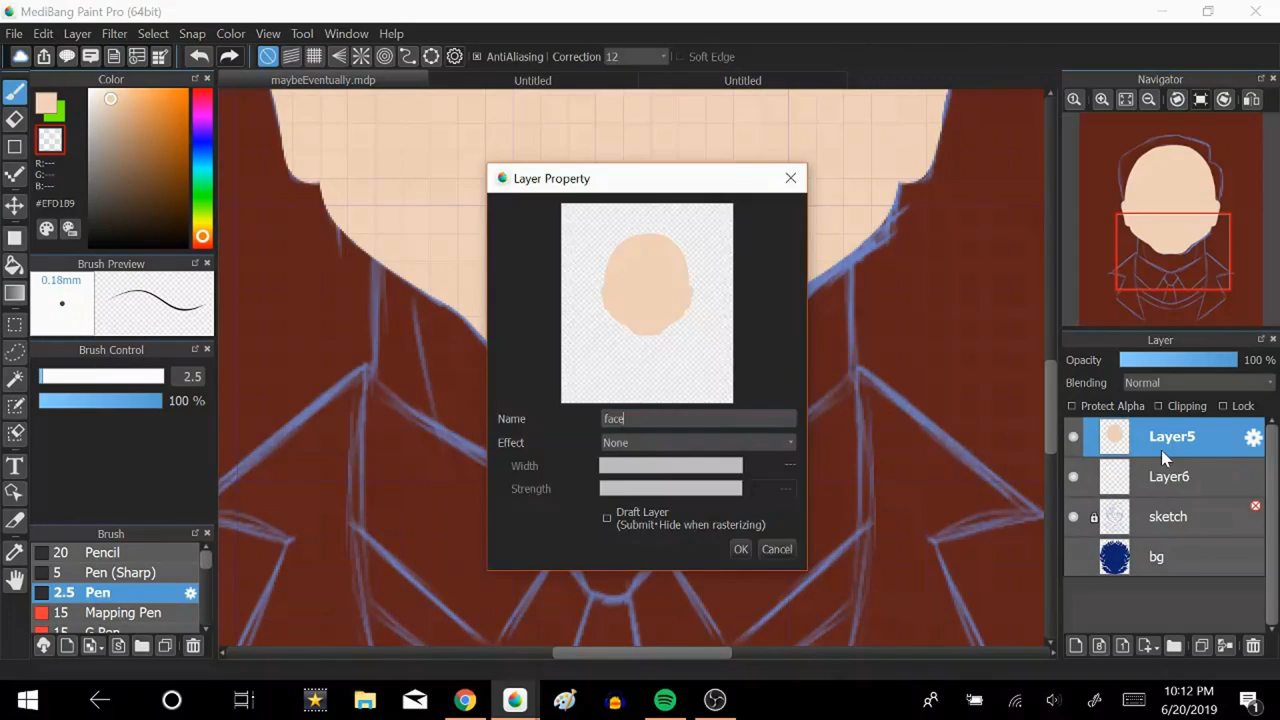 MediBang Paint Pro (64bit)
File Edit Layer Filter Select Snap Color View Tool Window Help
AntiAliasing Correction 12 Soft Edge
Color
maybeEventually.mdp Untitled Untitled
Navigator
R:---
G:---
B:---
#EFD1B9
Layer Property
Brush Preview
0.18mm
Brush Control
2.5
100 %
Name face
Effect None
Width ---
Strength ---
Draft Layer
(Submit・Hide when rasterizing)
OK Cancel
Layer
Opacity 100 %
Blending Normal
Protect Alpha Clipping Lock
Layer5
Layer6
sketch
bg
Brush
20 Pencil
5 Pen (Sharp)
2.5 Pen
15 Mapping Pen
15 G Pen
10:12 PM
6/20/2019